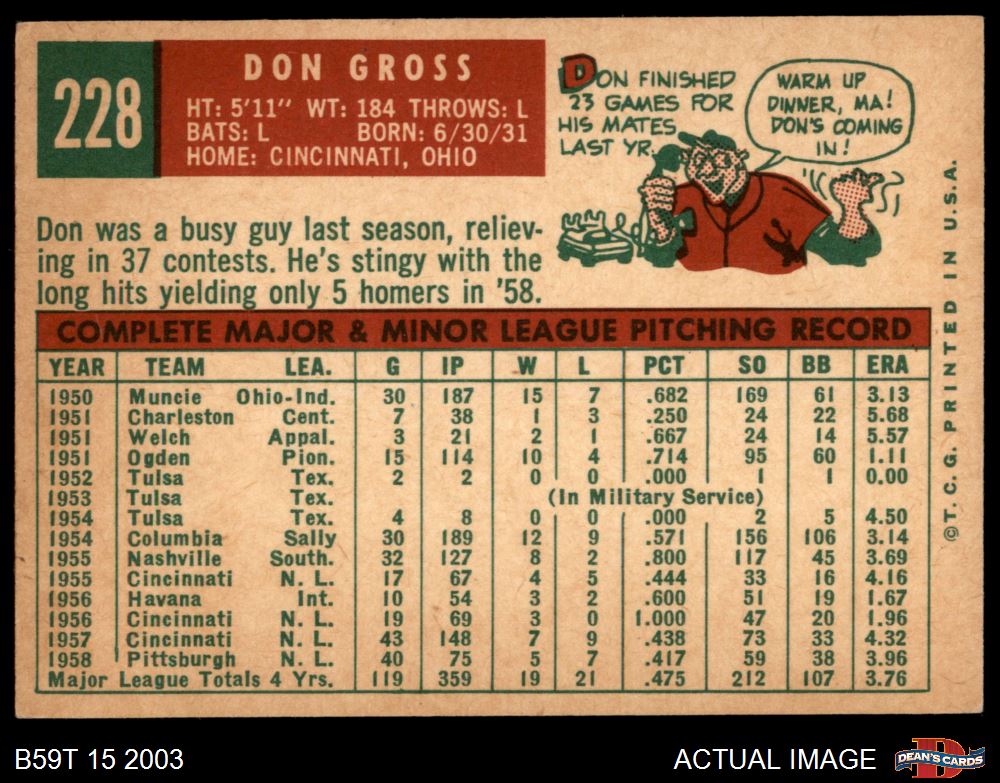 228
DON GROSS
HT: 5'11" WT: 184 THROWS: L
BATS: L BORN: 6/30/31
HOME: CINCINNATI, OHIO
DON FINISHED
23 GAMES FOR
HIS MATES
LAST YR.
WARM UP
DINNER, MA!
DON'S COMING
IN!
Don was a busy guy last season, reliev-
ing in 37 contests. He's stingy with the
long hits yielding only 5 homers in '58.
COMPLETE MAJOR & MINOR LEAGUE PITCHING RECORD
YEAR TEAM LEA. G IP W L PCT SO BB ERA
1950 Muncie Ohio-Ind. 30 187 15 7 .682 169 61 3.13
1951 Charleston Cent. 7 38 1 3 .250 24 22 5.68
1951 Welch Appal. 3 21 2 1 .667 24 14 5.57
1951 Ogden Pion. 15 114 10 4 .714 95 60 1.11
1952 Tulsa Tex. 2 2 0 0 .000 1 1 0.00
1953 Tulsa Tex. (In Military Service)
1954 Tulsa Tex. 4 8 0 0 .000 2 5 4.50
1954 Columbia Sally 30 189 12 9 .571 156 106 3.14
1955 Nashville South. 32 127 8 2 .800 117 45 3.69
1955 Cincinnati N. L. 17 67 4 5 .444 33 16 4.16
1956 Havana Int. 10 54 3 2 .600 51 19 1.67
1956 Cincinnati N. L. 19 69 3 0 1.000 47 20 1.96
1957 Cincinnati N. L. 43 148 7 9 .438 73 33 4.32
1958 Pittsburgh N. L. 40 75 5 7 .417 59 38 3.96
Major League Totals 4 Yrs. 119 359 19 21 .475 212 107 3.76
©T. C. G. PRINTED IN U.S.A.
B59T 15 2003
ACTUAL IMAGE
D
DEAN'S CARDS